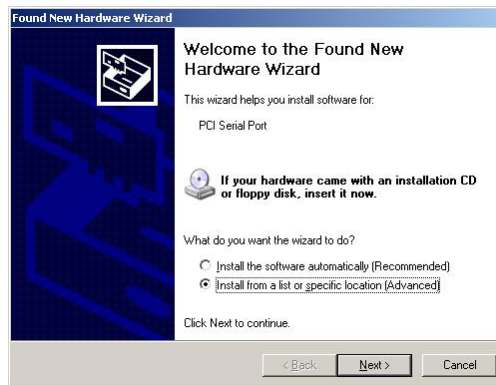 Found New Hardware Wizard
Welcome to the Found New
Hardware Wizard
This wizard helps you install software for:
PCI Serial Port
If your hardware came with an installation CD
or floppy disk, insert it now.
What do you want the wizard to do?
Install the software automatically (Recommended)
Install from a list or specific location (Advanced)
Click Next to continue.
< Back
Next >
Cancel